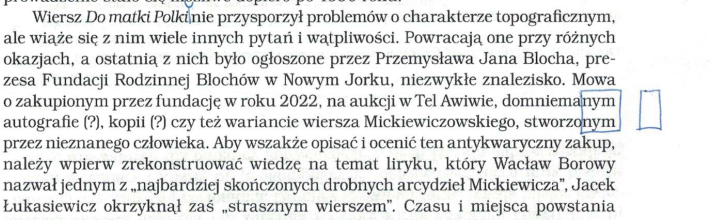 Wiersz Do matki Polki nie przysporzył problemów o charakterze topograficznym,
ale wiąże się z nim wiele innych pytań i wątpliwości. Powracają one przy różnych
okazjach, a ostatnią z nich było ogłoszone przez Przemysława Jana Blocha, pre-
zesa Fundacji Rodzinnej Blochów w Nowym Jorku, niezwykłe znalezisko. Mowa
o zakupionym przez fundację w roku 2022, na aukcji w Tel Awiwie, domniemanym
autografie (?), kopii (?) czy też wariancie wiersza Mickiewiczowskiego, stworzonym
przez nieznanego człowieka. Aby wszakże opisać i ocenić ten antykwaryczny zakup,
należy wpierw zrekonstruować wiedzę na temat liryku, który Wacław Borowy
nazwał jednym z „najbardziej skończonych drobnych arcydzieł Mickiewicza”, Jacek
Łukasiewicz okrzyknął zaś „strasznym wierszem”. Czasu i miejsca powstania